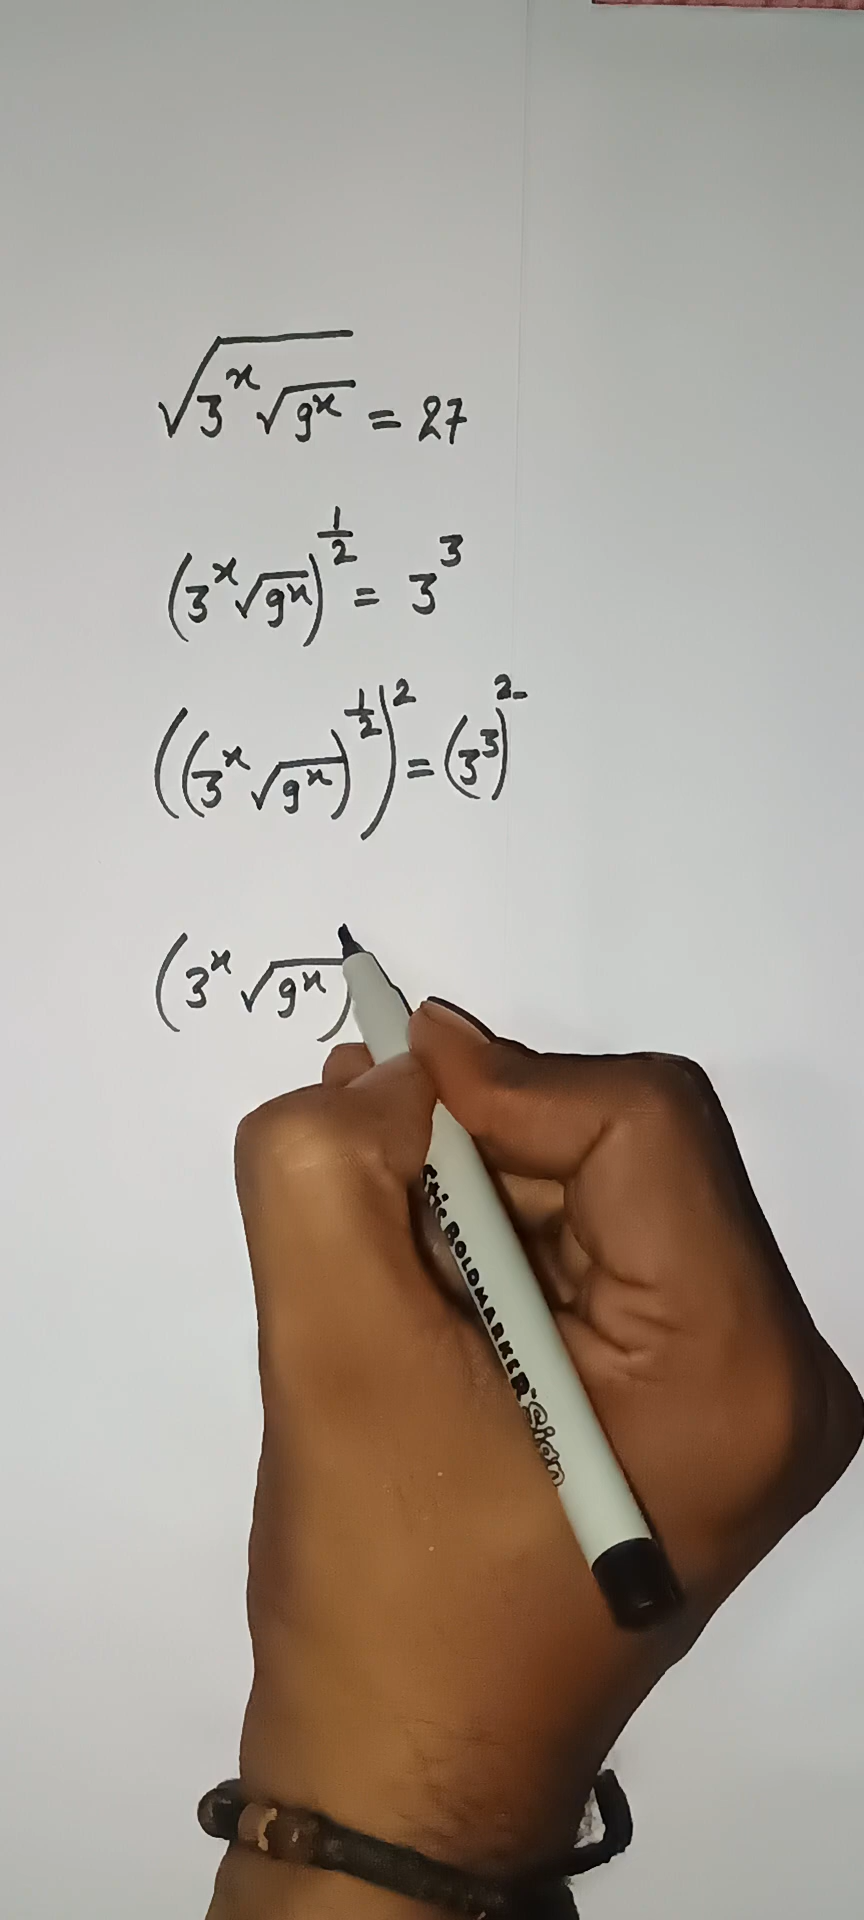 √(3^x √(9^x)) = 27
(3^x √(9^x))^(1/2) = 3^3
((3^x √(9^x))^(1/2))^2 = (3^3)^2
(3^x √(9^x))
BOLDMARKER Sign